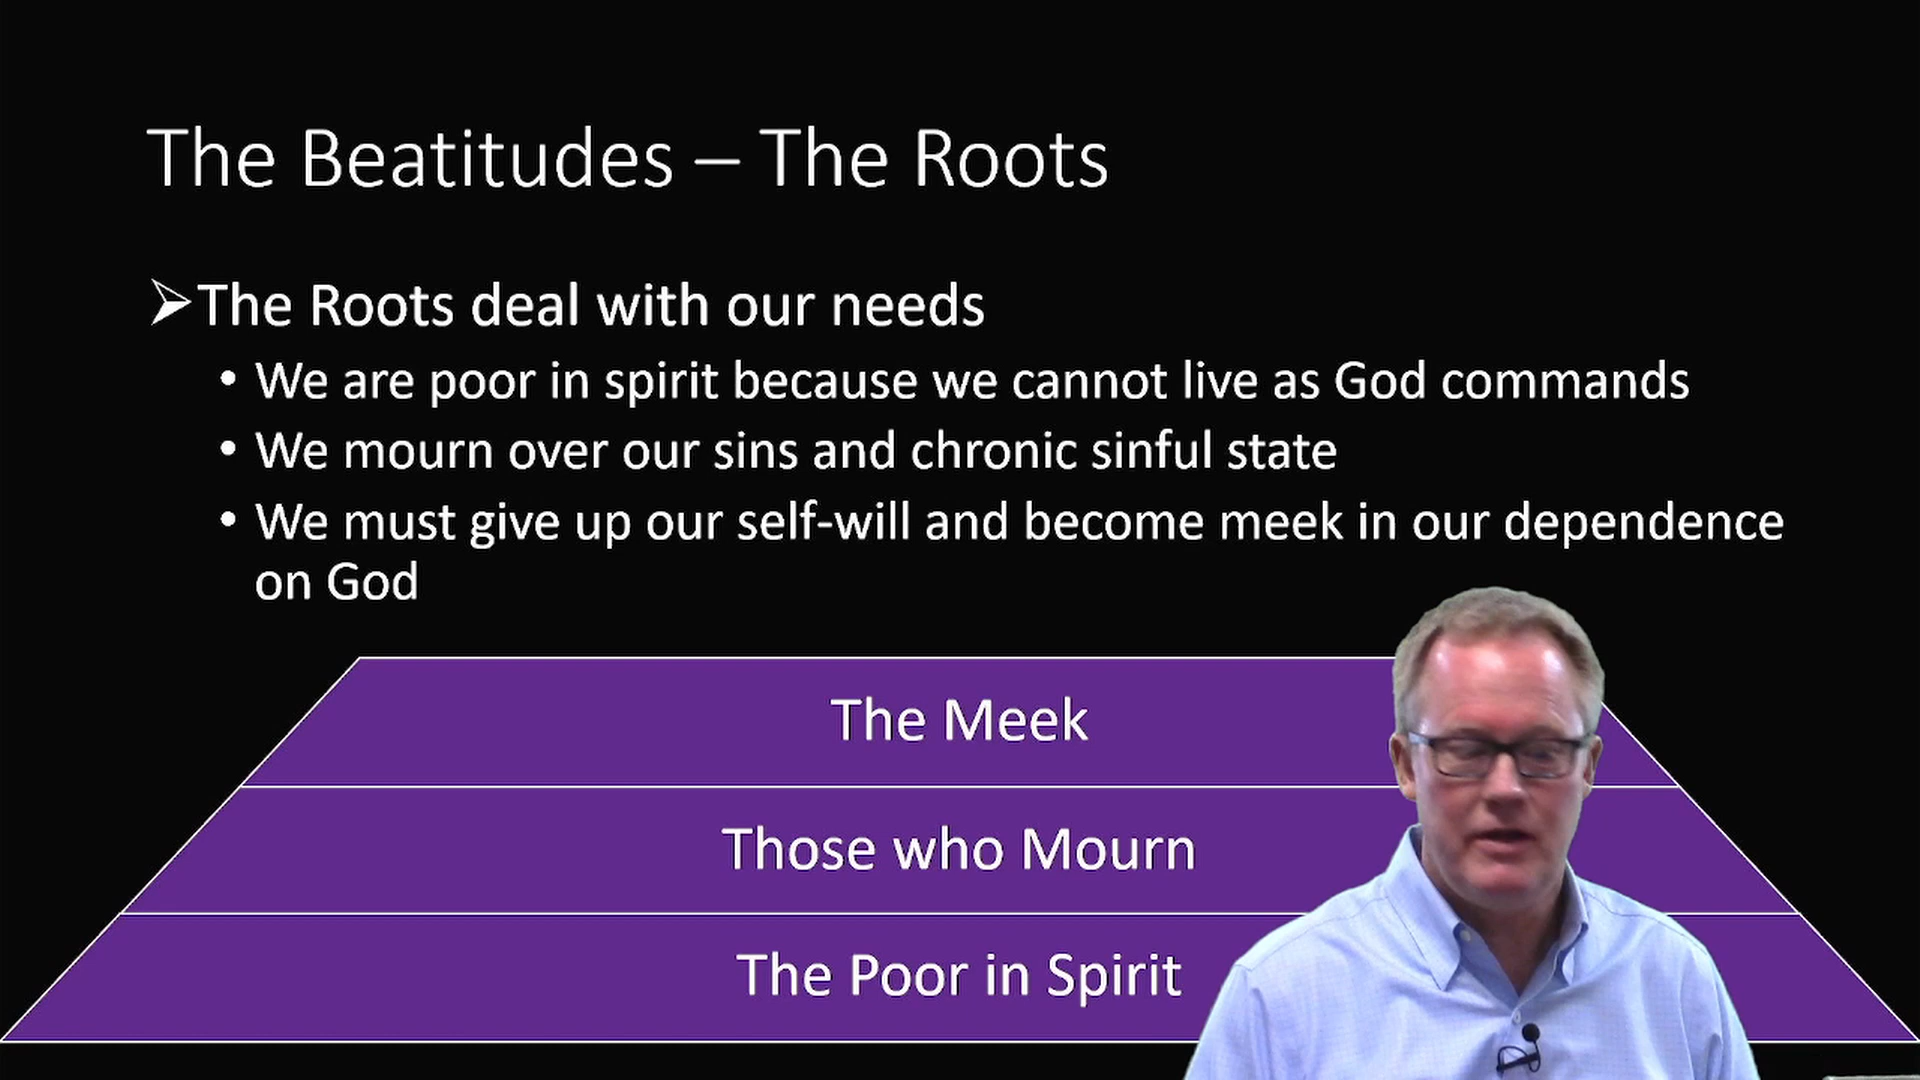 The Beatitudes – The Roots
➢The Roots deal with our needs
• We are poor in spirit because we cannot live as God commands
• We mourn over our sins and chronic sinful state
• We must give up our self-will and become meek in our dependence
on God
The Meek
Those who Mourn
The Poor in Spirit